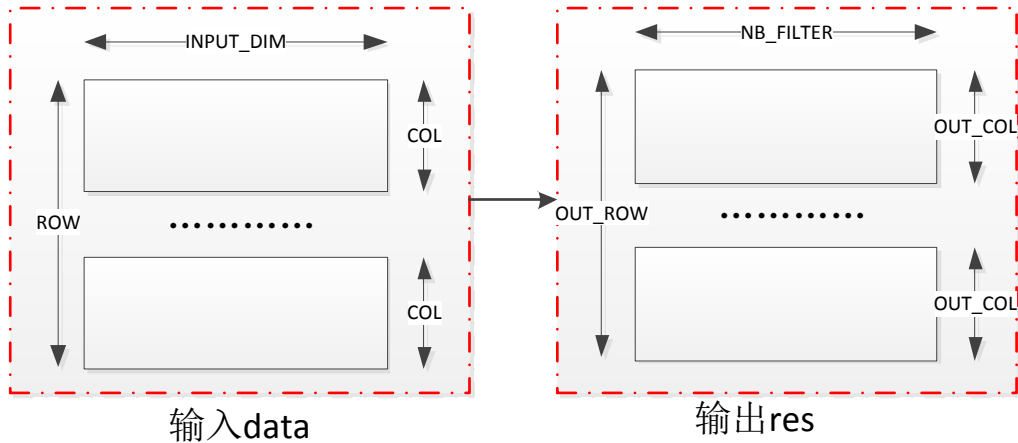 INPUT_DIM
COL
ROW
............
COL
输入data
NB_FILTER
OUT_COL
OUT_ROW
............
OUT_COL
输出res